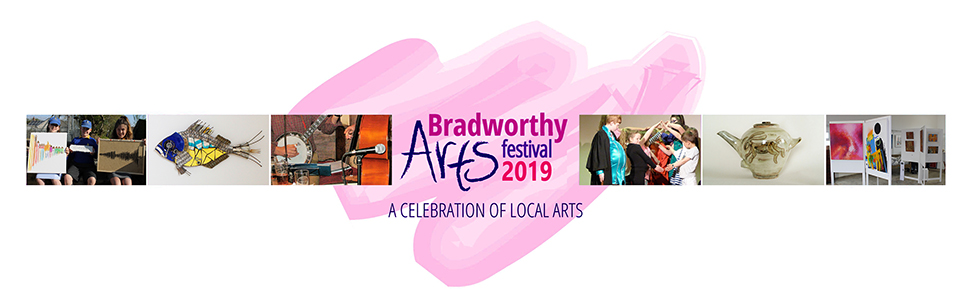 Bradworthy
Arts festival
2019
A CELEBRATION OF LOCAL ARTS